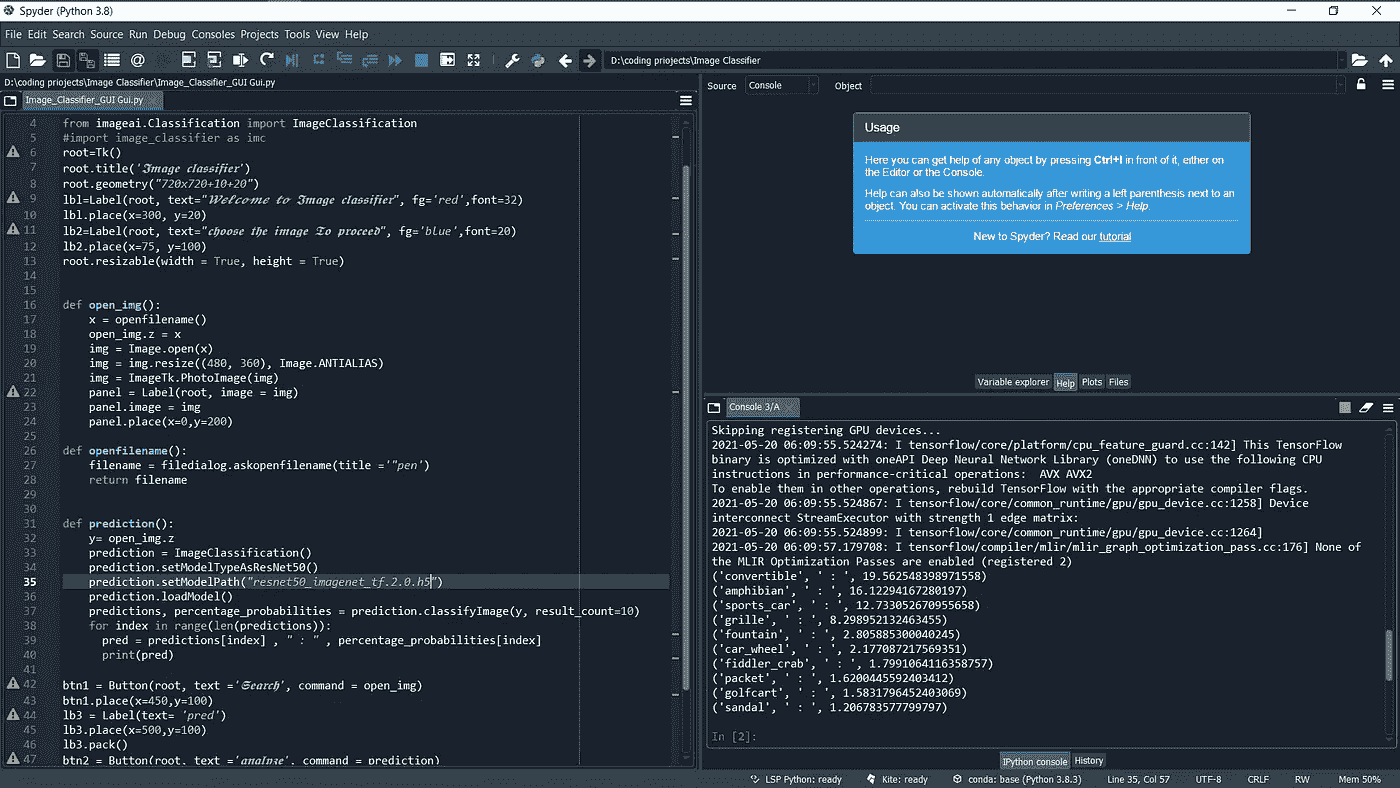 Spyder (Python 3.8)
File Edit Search Source Run Debug Consoles Projects Tools View Help
D:\coding projects\Image Classifier
D:\coding projects\Image Classifier\Image_Classifier_GUI Gui.py
Image_Classifier_GUI Gui.py
4 from imageai.Classification import ImageClassification
5 #import image_classifier as imc
6 root=Tk()
7 root.title('𝓘𝓶𝓪𝓰𝓮 𝓬𝓵𝓪𝓼𝓼𝓲𝓯𝓲𝓮𝓻')
8 root.geometry("720x720+10+20")
9 lbl=Label(root, text="𝓦𝓮𝓵𝓬𝓸𝓶𝓮 𝓽𝓸 𝓘𝓶𝓪𝓰𝓮 𝓬𝓵𝓪𝓼𝓼𝓲𝓯𝓲𝓮𝓻", fg='red',font=32)
10 lbl.place(x=300, y=20)
11 lb2=Label(root, text="𝓬𝓱𝓸𝓸𝓼𝓮 𝓽𝓱𝓮 𝓲𝓶𝓪𝓰𝓮 𝓣𝓸 𝓹𝓻𝓸𝓬𝓮𝓮𝓭", fg='blue',font=20)
12 lb2.place(x=75, y=100)
13 root.resizable(width = True, height = True)
14
15
16 def open_img():
17 x = openfilename()
18 open_img.z = x
19 img = Image.open(x)
20 img = img.resize((480, 360), Image.ANTIALIAS)
21 img = ImageTk.PhotoImage(img)
22 panel = Label(root, image = img)
23 panel.image = img
24 panel.place(x=0,y=200)
25
26 def openfilename():
27 filename = filedialog.askopenfilename(title ='"pen')
28 return filename
29
30
31 def prediction():
32 y= open_img.z
33 prediction = ImageClassification()
34 prediction.setModelTypeAsResNet50()
35 prediction.setModelPath("resnet50_imagenet_tf.2.0.h5")
36 prediction.loadModel()
37 predictions, percentage_probabilities = prediction.classifyImage(y, result_count=10)
38 for index in range(len(predictions)):
39 pred = predictions[index] , " : " , percentage_probabilities[index]
40 print(pred)
41
42 btn1 = Button(root, text ='𝓢𝓮𝓪𝓻𝓬𝓱', command = open_img)
43 btn1.place(x=450,y=100)
44 lb3 = Label(text= 'pred')
45 lb3.place(x=500,y=100)
46 lb3.pack()
47 btn2 = Button(root, text ='𝓪𝓷𝓪𝓵𝔂𝔃𝓮', command = prediction)
Source Console Object
Usage
Here you can get help of any object by pressing Ctrl+I in front of it, either on
the Editor or the Console.
Help can also be shown automatically after writing a left parenthesis next to an
object. You can activate this behavior in Preferences > Help.
New to Spyder? Read our tutorial
Variable explorer Help Plots Files
Console 3/A
Skipping registering GPU devices...
2021-05-20 06:09:55.524274: I tensorflow/core/platform/cpu_feature_guard.cc:142] This TensorFlow
binary is optimized with oneAPI Deep Neural Network Library (oneDNN) to use the following CPU
instructions in performance-critical operations:  AVX AVX2
To enable them in other operations, rebuild TensorFlow with the appropriate compiler flags.
2021-05-20 06:09:55.524867: I tensorflow/core/common_runtime/gpu/gpu_device.cc:1258] Device
interconnect StreamExecutor with strength 1 edge matrix:
2021-05-20 06:09:55.524899: I tensorflow/core/common_runtime/gpu/gpu_device.cc:1264]
2021-05-20 06:09:57.179708: I tensorflow/compiler/mlir/mlir_graph_optimization_pass.cc:176] None of
the MLIR Optimization Passes are enabled (registered 2)
('convertible', ' : ', 19.562548398971558)
('amphibian', ' : ', 16.12294167280197)
('sports_car', ' : ', 12.733052670955658)
('grille', ' : ', 8.298952132463455)
('fountain', ' : ', 2.805885300040245)
('car_wheel', ' : ', 2.177087217569351)
('fiddler_crab', ' : ', 1.7991064116358757)
('packet', ' : ', 1.6200445592403412)
('golfcart', ' : ', 1.5831796452403069)
('sandal', ' : ', 1.206783577799797)
In [2]:
IPython console History
LSP Python: ready Kite: ready conda: base (Python 3.8.3) Line 35, Col 57 UTF-8 CRLF RW Mem 50%